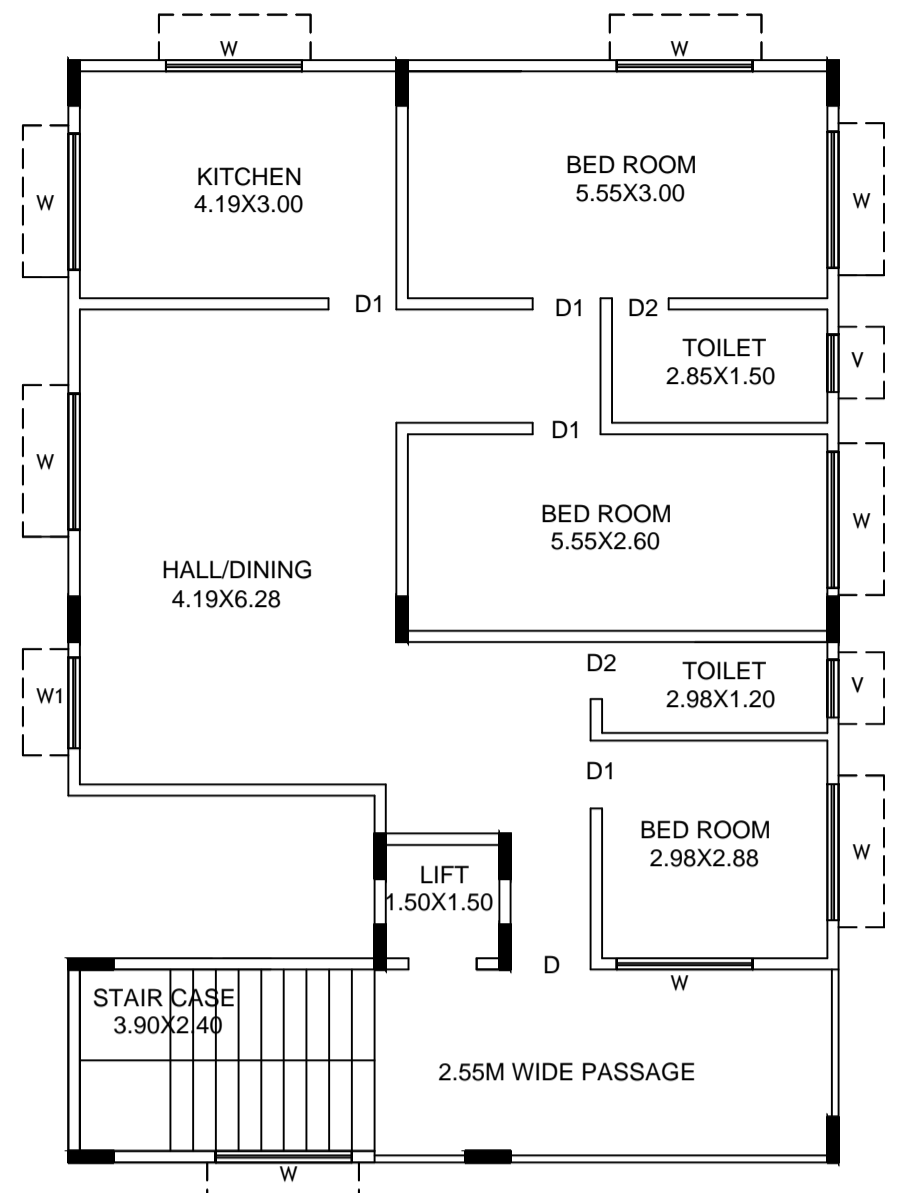 W
W
W
KITCHEN
4.19X3.00
BED ROOM
5.55X3.00
W
D1
D1
D2
TOILET
2.85X1.50
V
D1
W
BED ROOM
5.55X2.60
W
HALL/DINING
4.19X6.28
D2
TOILET
2.98X1.20
V
W1
D1
BED ROOM
2.98X2.88
W
LIFT
1.50X1.50
D
W
STAIR CASE
3.90X2.40
2.55M WIDE PASSAGE
W